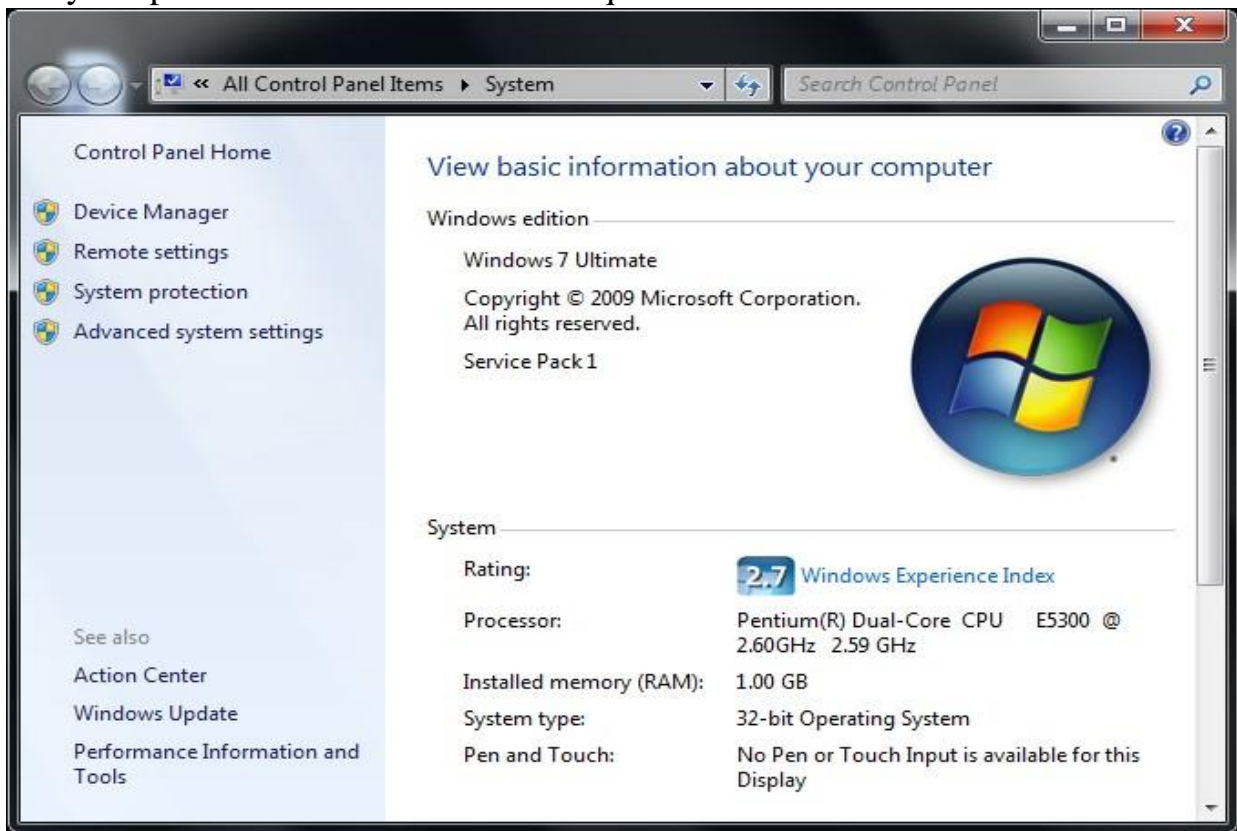 « All Control Panel Items ▸ System
Search Control Panel
Control Panel Home
Device Manager
Remote settings
System protection
Advanced system settings
See also
Action Center
Windows Update
Performance Information and
Tools
View basic information about your computer
Windows edition
Windows 7 Ultimate
Copyright © 2009 Microsoft Corporation.
All rights reserved.
Service Pack 1
System
Rating:
2.7 Windows Experience Index
Processor:
Pentium(R) Dual-Core CPU E5300 @
2.60GHz 2.59 GHz
Installed memory (RAM):
1.00 GB
System type:
32-bit Operating System
Pen and Touch:
No Pen or Touch Input is available for this
Display